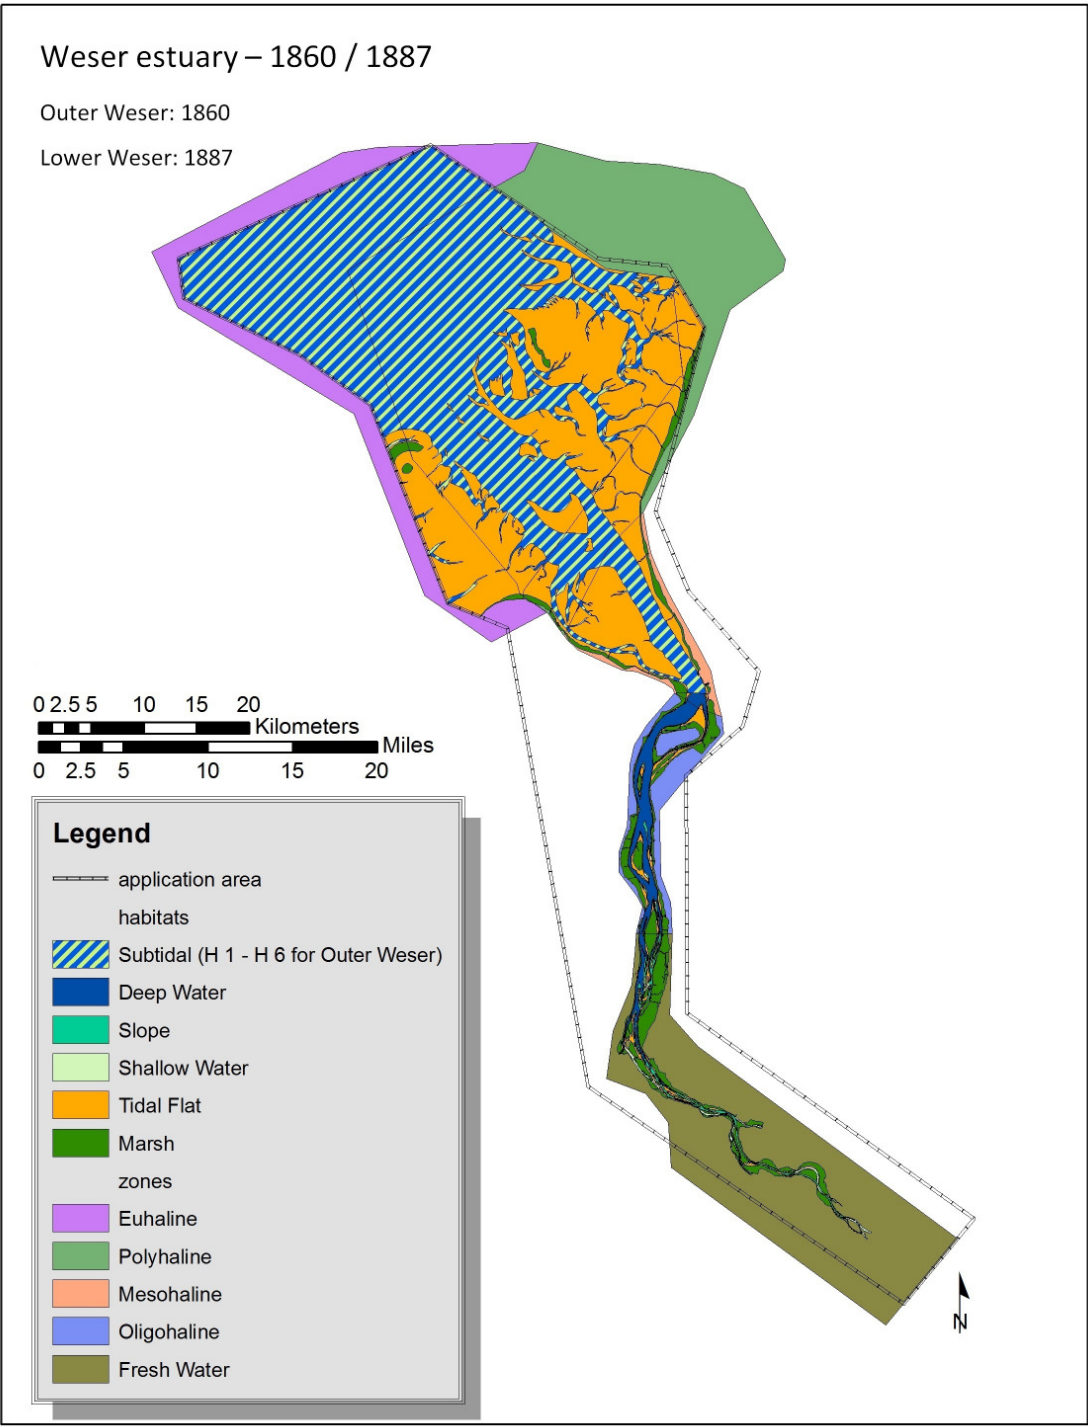 Weser estuary – 1860 / 1887
Outer Weser: 1860
Lower Weser: 1887
0 2.5 5 10 15 20
Kilometers
Miles
0 2.5 5 10 15 20
Legend
application area
habitats
Subtidal (H 1 - H 6 for Outer Weser)
Deep Water
Slope
Shallow Water
Tidal Flat
Marsh
zones
Euhaline
Polyhaline
Mesohaline
Oligohaline
Fresh Water
N